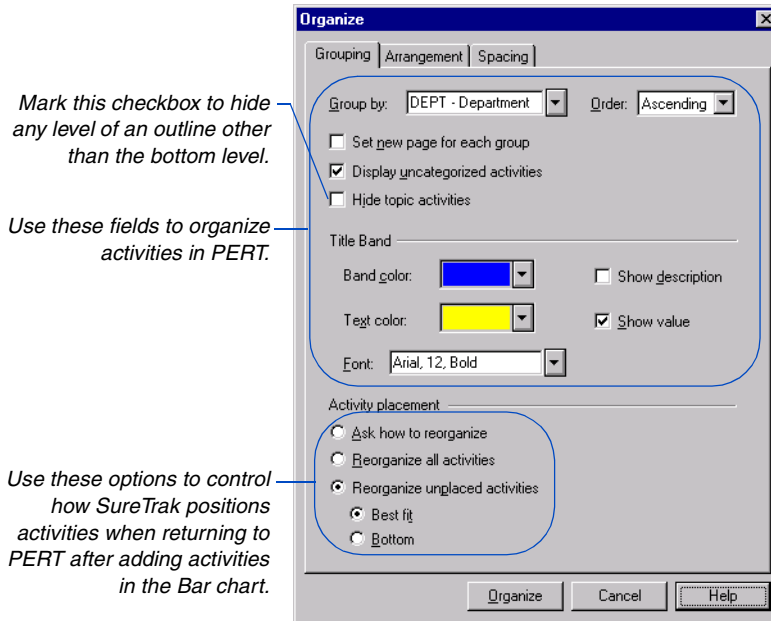 Organize
Grouping Arrangement Spacing
Mark this checkbox to hide
any level of an outline other
than the bottom level.
Group by: DEPT - Department Order: Ascending
Set new page for each group
Display uncategorized activities
Hide topic activities
Use these fields to organize
activities in PERT.
Title Band
Band color: Show description
Text color: Show value
Font: Arial, 12, Bold
Activity placement
Ask how to reorganize
Reorganize all activities
Reorganize unplaced activities
Best fit
Bottom
Use these options to control
how SureTrak positions
activities when returning to
PERT after adding activities
in the Bar chart.
Organize Cancel Help